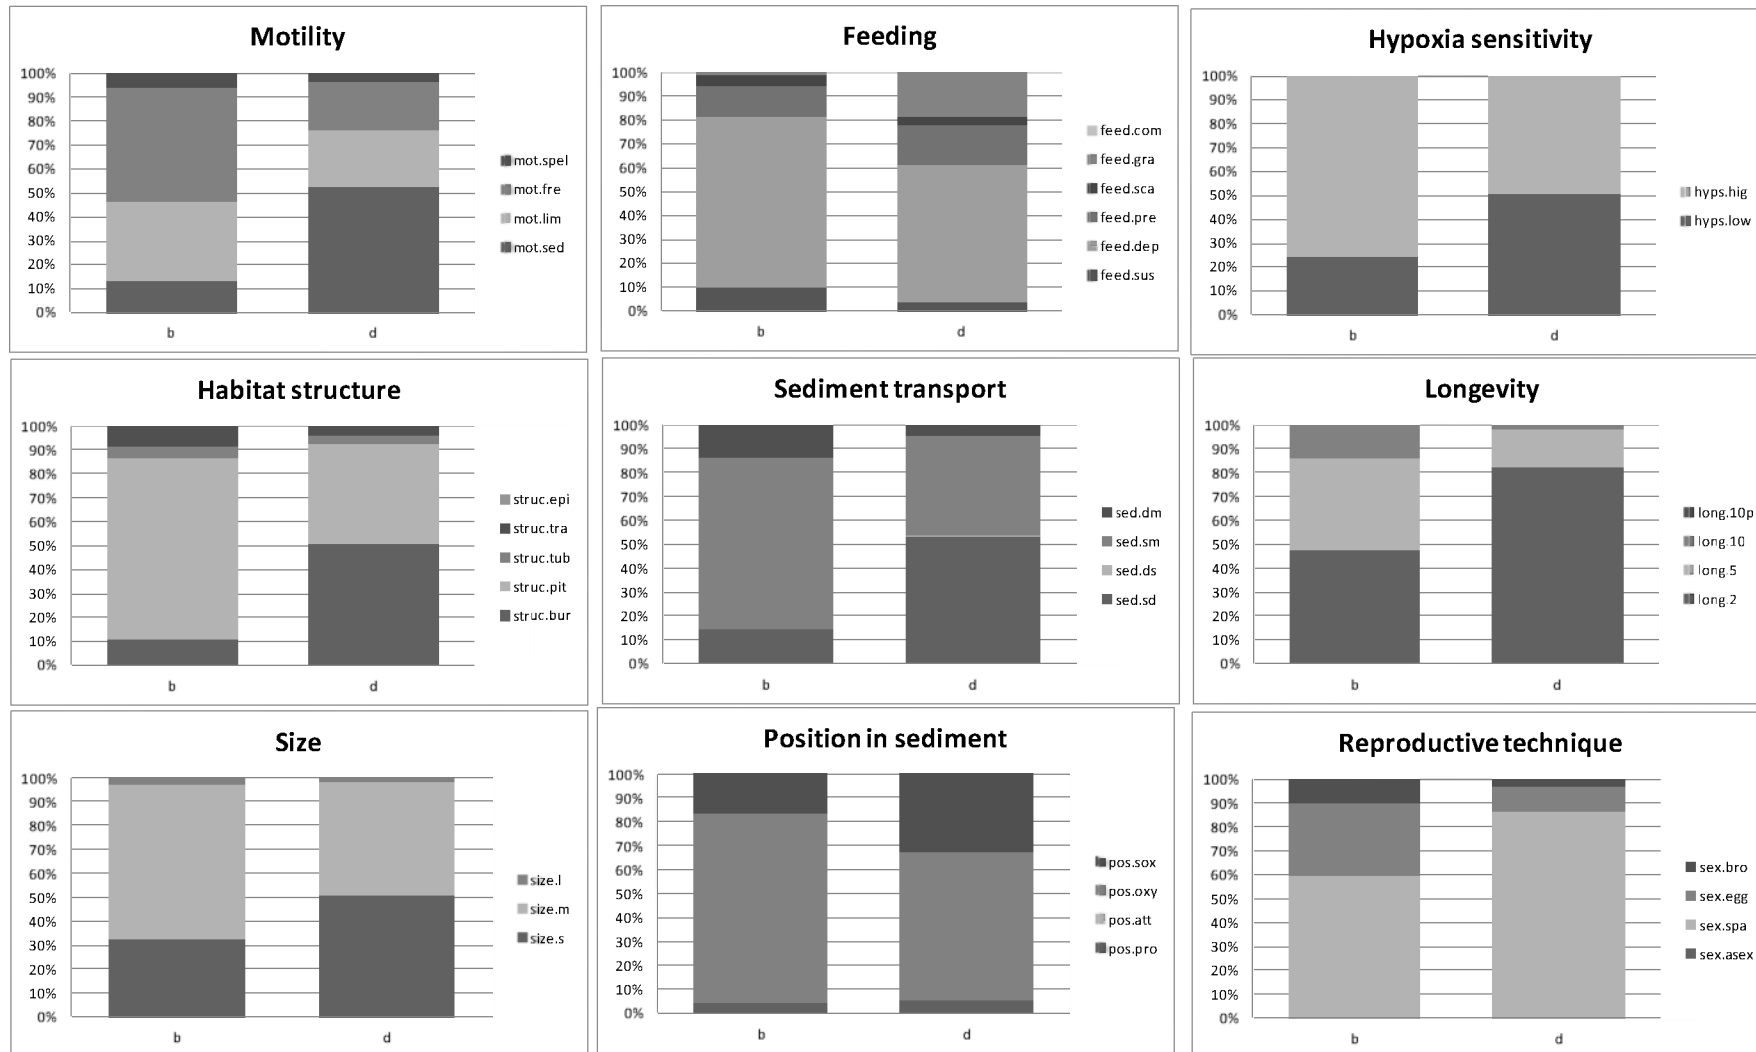 Motility
100%
90%
80%
70%
60%
50%
40%
30%
20%
10%
0%
b
d
mot.spel
mot.fre
mot.lim
mot.sed
Feeding
100%
90%
80%
70%
60%
50%
40%
30%
20%
10%
0%
b
d
feed.com
feed.gra
feed.sca
feed.pre
feed.dep
feed.sus
Hypoxia sensitivity
100%
90%
80%
70%
60%
50%
40%
30%
20%
10%
0%
b
d
hyps.hig
hyps.low
Habitat structure
100%
90%
80%
70%
60%
50%
40%
30%
20%
10%
0%
b
d
struc.epi
struc.tra
struc.tub
struc.pit
struc.bur
Sediment transport
100%
90%
80%
70%
60%
50%
40%
30%
20%
10%
0%
b
d
sed.dm
sed.sm
sed.ds
sed.sd
Longevity
100%
90%
80%
70%
60%
50%
40%
30%
20%
10%
0%
b
d
long.10p
long.10
long.5
long.2
Size
100%
90%
80%
70%
60%
50%
40%
30%
20%
10%
0%
b
d
size.l
size.m
size.s
Position in sediment
100%
90%
80%
70%
60%
50%
40%
30%
20%
10%
0%
b
d
pos.sox
pos.oxy
pos.att
pos.pro
Reproductive technique
100%
90%
80%
70%
60%
50%
40%
30%
20%
10%
0%
b
d
sex.bro
sex.egg
sex.spa
sex.asex